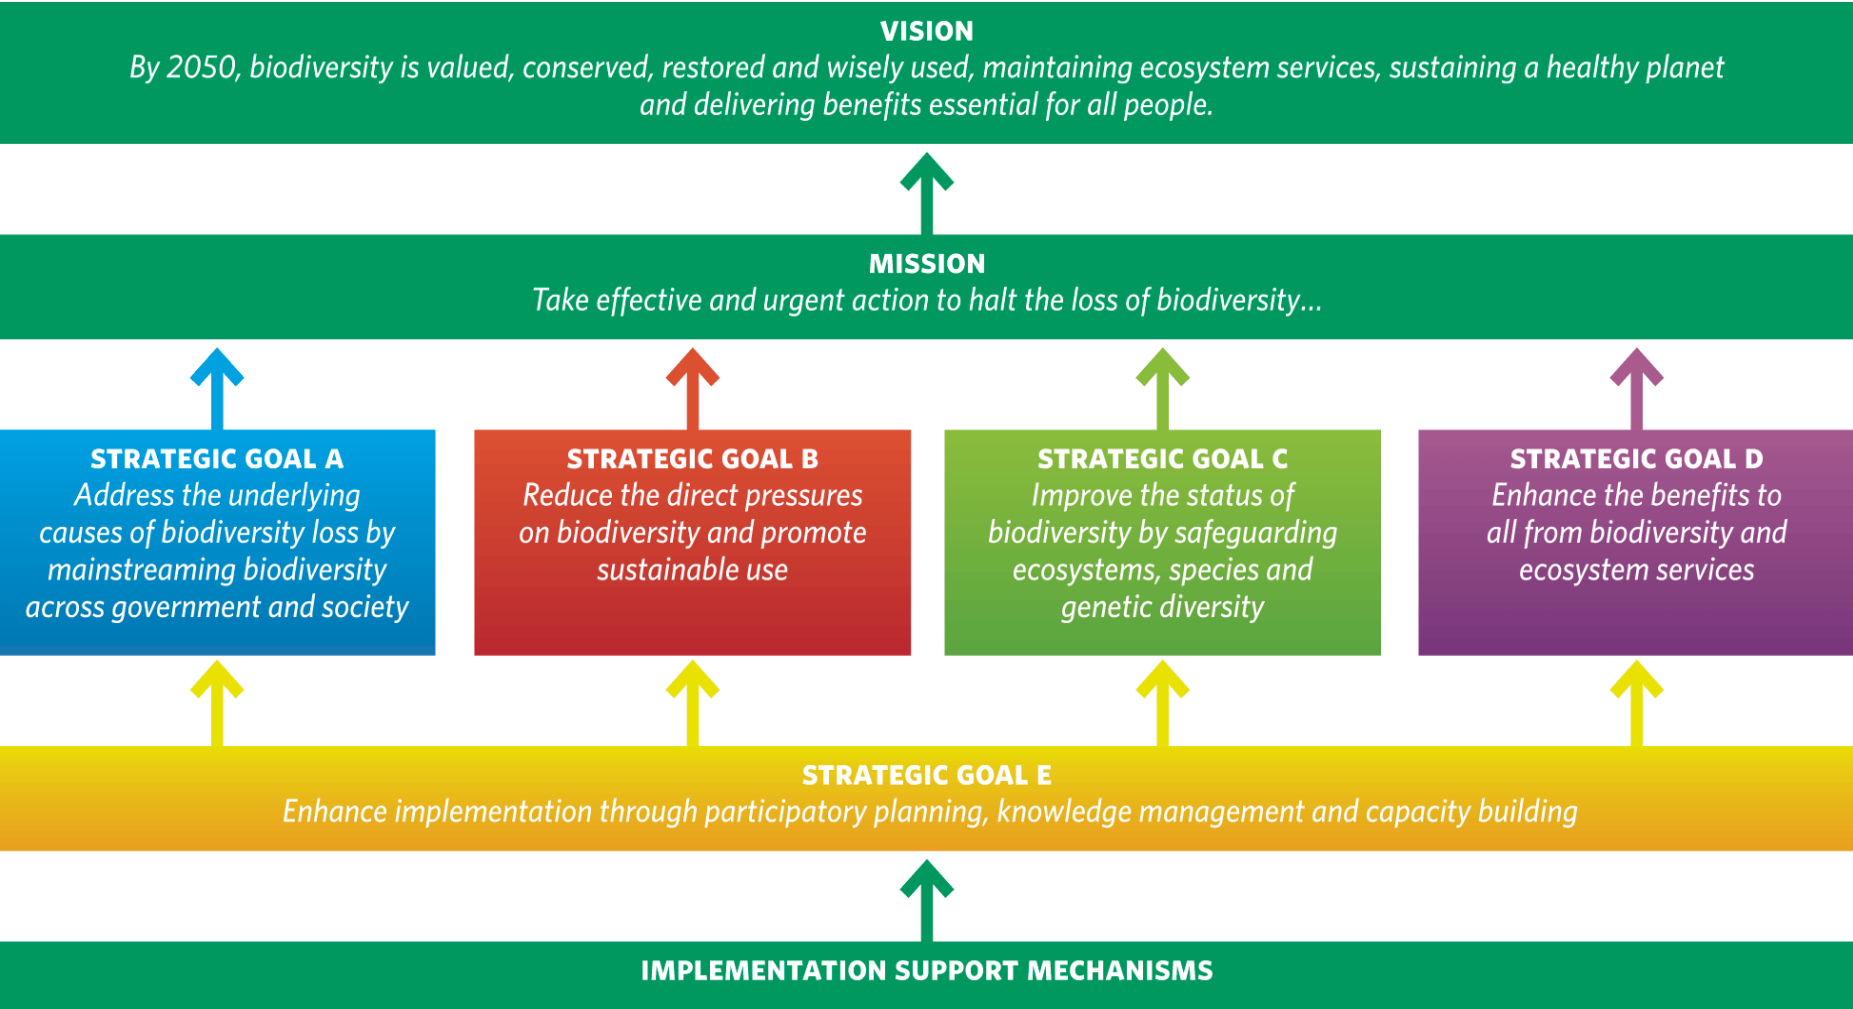 VISION
By 2050, biodiversity is valued, conserved, restored and wisely used, maintaining ecosystem services, sustaining a healthy planet
and delivering benefits essential for all people.
MISSION
Take effective and urgent action to halt the loss of biodiversity...
STRATEGIC GOAL A
Address the underlying
causes of biodiversity loss by
mainstreaming biodiversity
across government and society
STRATEGIC GOAL B
Reduce the direct pressures
on biodiversity and promote
sustainable use
STRATEGIC GOAL C
Improve the status of
biodiversity by safeguarding
ecosystems, species and
genetic diversity
STRATEGIC GOAL D
Enhance the benefits to
all from biodiversity and
ecosystem services
STRATEGIC GOAL E
Enhance implementation through participatory planning, knowledge management and capacity building
IMPLEMENTATION SUPPORT MECHANISMS